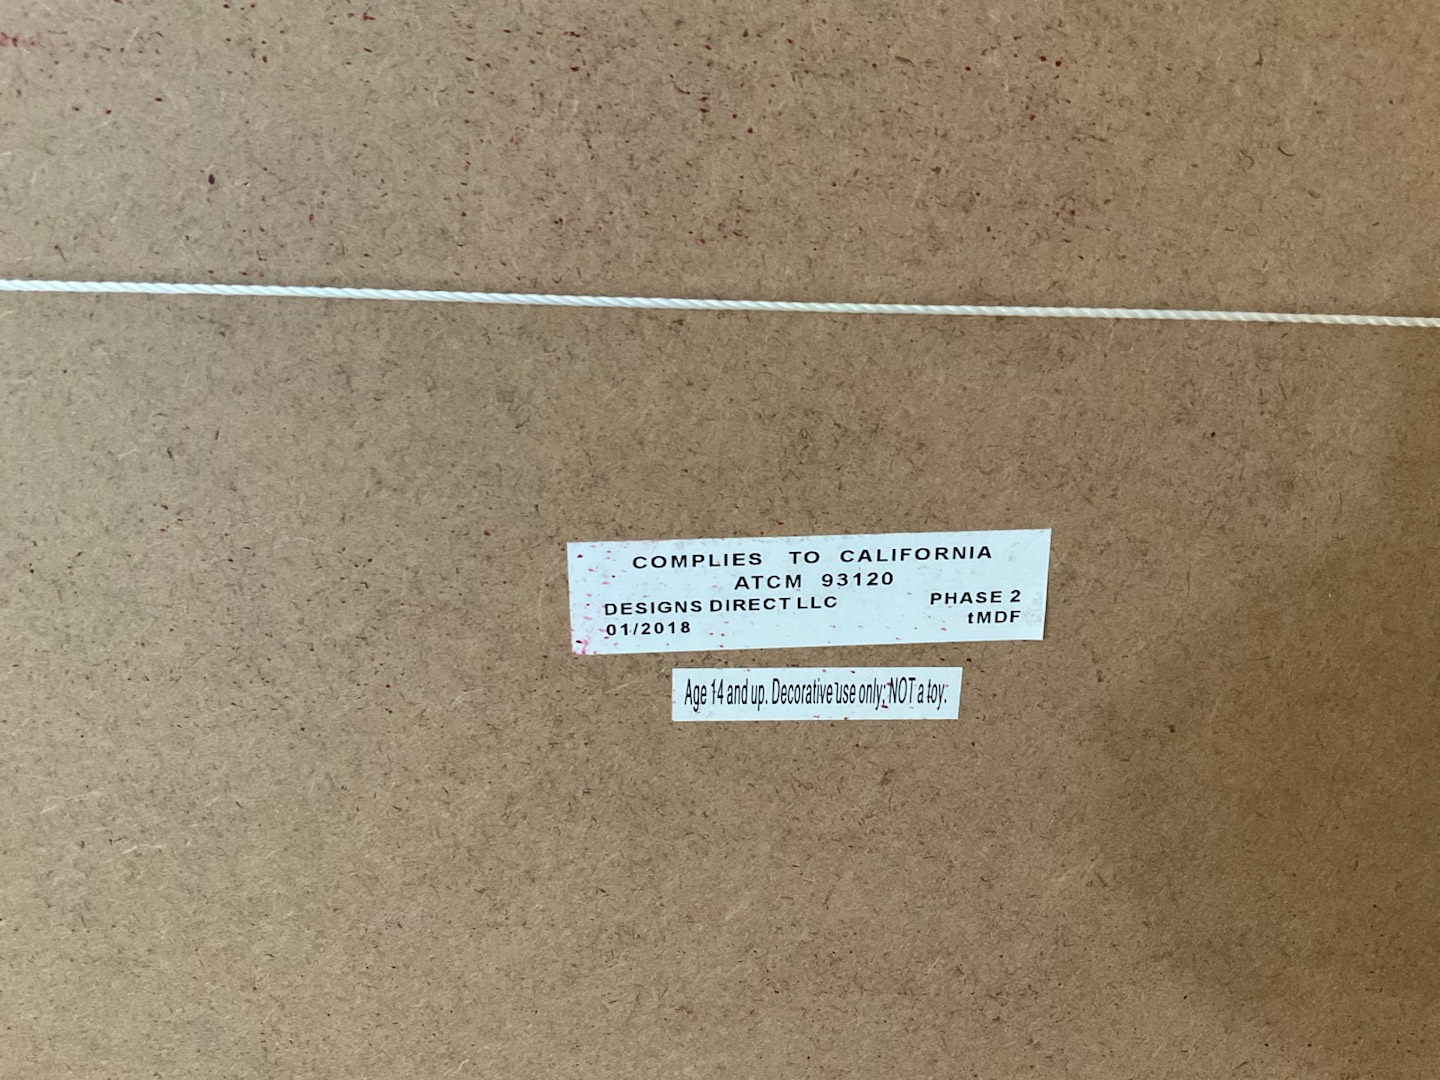 COMPLIES TO CALIFORNIA
ATCM 93120
DESIGNS DIRECT LLC PHASE 2
01/2018 tMDF
Age 14 and up. Decorative use only; NOT a toy.